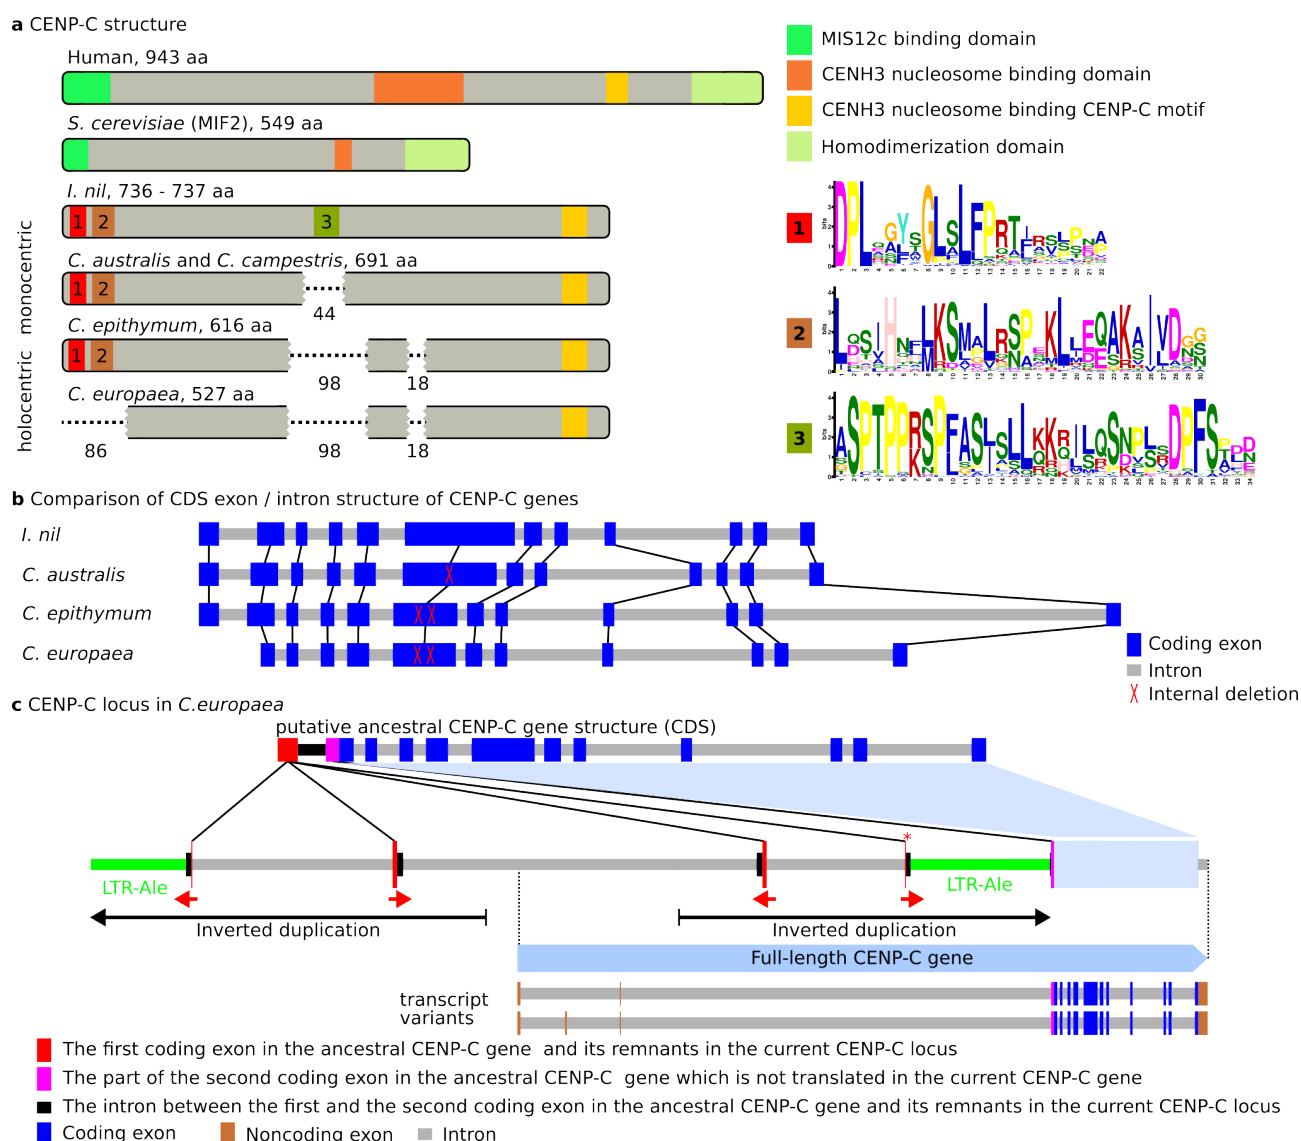 a CENP-C structure
Human, 943 aa
S. cerevisiae (MIF2), 549 aa
I. nil, 736 - 737 aa
1 2 3
C. australis and C. campestris, 691 aa
1 2
44
C. epithymum, 616 aa
1 2
98 18
C. europaea, 527 aa
86 98 18
holocentric monocentric
MIS12c binding domain
CENH3 nucleosome binding domain
CENH3 nucleosome binding CENP-C motif
Homodimerization domain
1
bits
2
bits
3
bits
b Comparison of CDS exon / intron structure of CENP-C genes
I. nil
C. australis
C. epithymum
C. europaea
Coding exon
Intron
Internal deletion
c CENP-C locus in C.europaea
putative ancestral CENP-C gene structure (CDS)
*
LTR-Ale
LTR-Ale
Inverted duplication
Inverted duplication
Full-length CENP-C gene
transcript
variants
The first coding exon in the ancestral CENP-C gene and its remnants in the current CENP-C locus
The part of the second coding exon in the ancestral CENP-C gene which is not translated in the current CENP-C gene
The intron between the first and the second coding exon in the ancestral CENP-C gene and its remnants in the current CENP-C locus
Coding exon Noncoding exon Intron